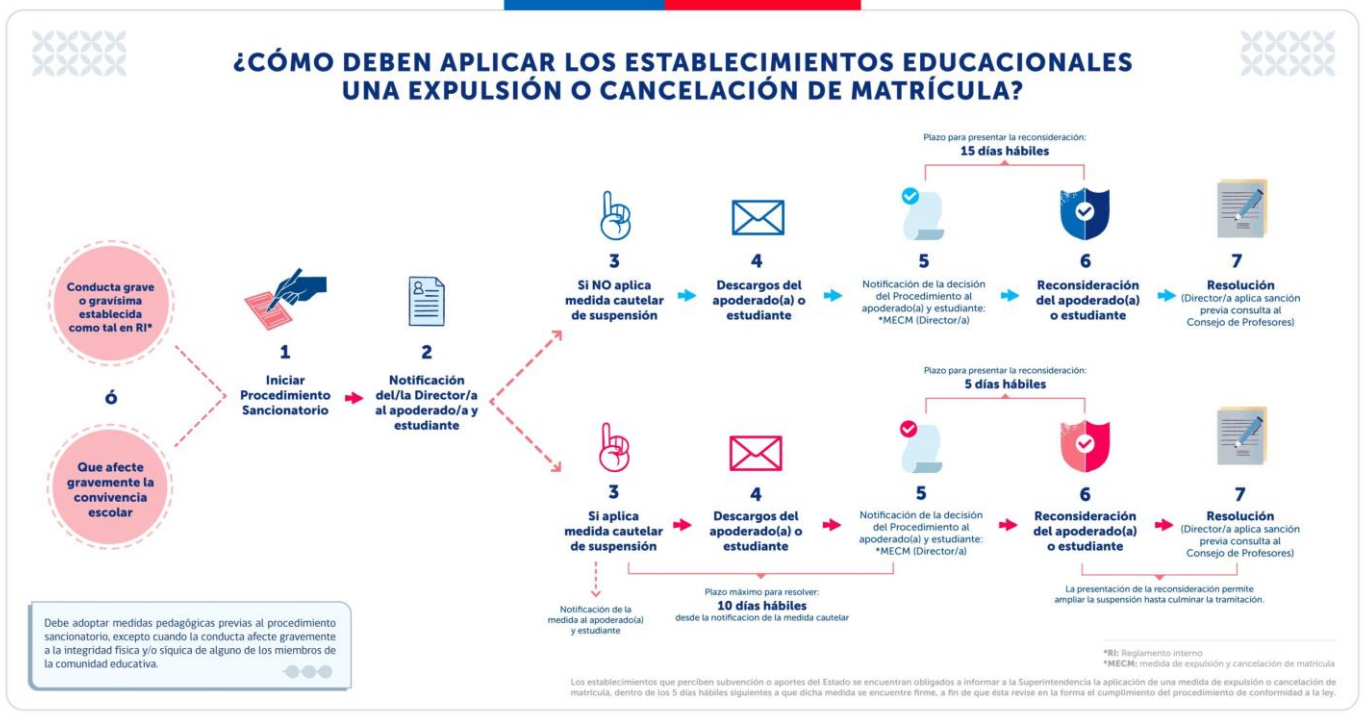 ¿CÓMO DEBEN APLICAR LOS ESTABLECIMIENTOS EDUCACIONALES
UNA EXPULSIÓN O CANCELACIÓN DE MATRÍCULA?
Conducta grave
o gravísima
establecida
como tal en RI*
ó
Que afecte
gravemente la
convivencia
escolar
1
Iniciar
Procedimiento
Sancionatorio
2
Notificación
del/la Director/a
al apoderado/a y
estudiante
3
Si NO aplica
medida cautelar
de suspensión
4
Descargos del
apoderado(a) o
estudiante
Plazo para presentar la reconsideración:
15 días hábiles
5
Notificación de la decisión
del Procedimiento al
apoderado(a) y estudiante:
*MECM (Director/a)
6
Reconsideración
del apoderado(a)
o estudiante
7
Resolución
(Director/a aplica sanción
previa consulta al
Consejo de Profesores)
3
Si aplica
medida cautelar
de suspensión
Notificación de la
medida al apoderado(a)
y estudiante
4
Descargos del
apoderado(a) o
estudiante
Plazo máximo para resolver:
10 días hábiles
desde la notificacion de la medida cautelar
Plazo para presentar la reconsideración:
5 días hábiles
5
Notificación de la decisión
del Procedimiento al
apoderado(a) y estudiante:
*MECM (Director/a)
6
Reconsideración
del apoderado(a)
o estudiante
7
Resolución
(Director/a aplica sanción
previa consulta al
Consejo de Profesores)
La presentación de la reconsideración permite
ampliar la suspensión hasta culminar la tramitación.
Debe adoptar medidas pedagógicas previas al procedimiento
sancionatorio, excepto cuando la conducta afecte gravemente
a la integridad física y/o síquica de alguno de los miembros de
la comunidad educativa.
*RI: Reglamento interno
*MECM: medida de expulsión y cancelación de matrícula
Los establecimientos que perciben subvención o aportes del Estado se encuentran obligados a informar a la Superintendencia la aplicación de una medida de expulsión o cancelación de
matrícula, dentro de los 5 días hábiles siguientes a que dicha medida se encuentre firme, a fin de que ésta revise en la forma el cumplimiento del procedimiento de conformidad a la ley.